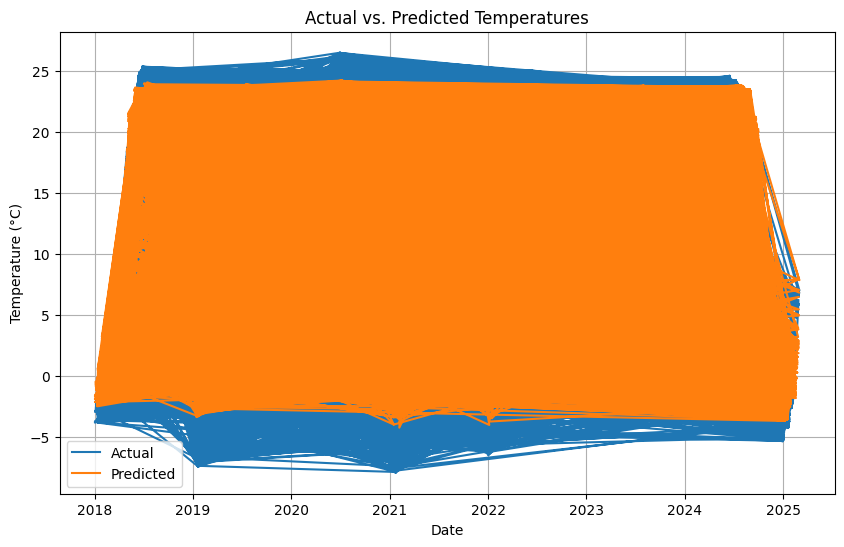 Actual vs. Predicted Temperatures
Temperature (°C)
25
20
15
10
5
0
−5
Actual
Predicted
2018 2019 2020 2021 2022 2023 2024 2025
Date